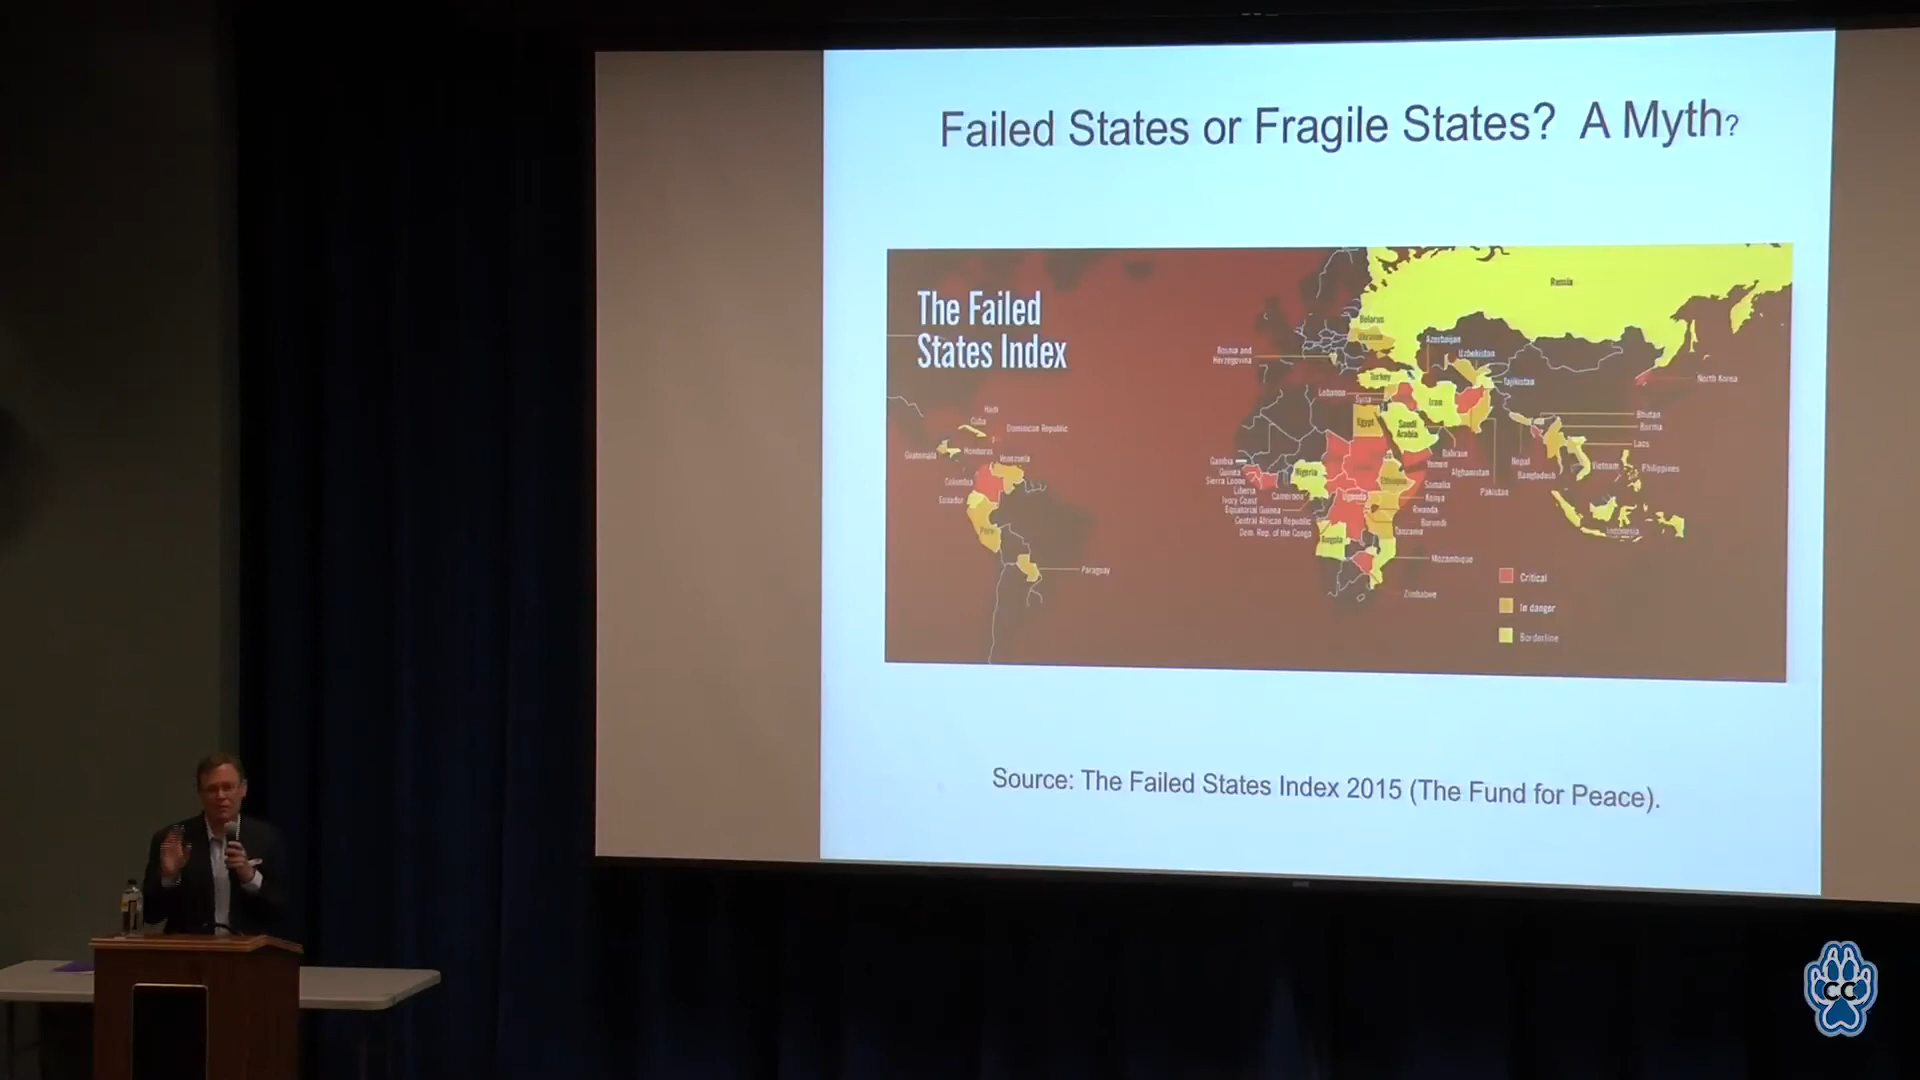 Failed States or Fragile States? A Myth?
The Failed
States Index
Russia
Belarus
Ukraine
Bosnia and
Herzegovina
Azerbaijan
Uzbekistan
Turkey
Tajikistan
North Korea
Lebanon
Syria
Iran
Egypt
Saudi
Arabia
Haiti
Cuba
Dominican Republic
Guatemala
Honduras
Venezuela
Colombia
Ecuador
Peru
Paraguay
Bhutan
Burma
Laos
Bahrain
Yemen
Afghanistan
Nepal
Bangladesh
Vietnam
Philippines
Pakistan
Gambia
Guinea
Sierra Leone
Liberia
Ivory Coast
Nigeria
Cameroon
Equatorial Guinea
Central African Republic
Dem. Rep. of the Congo
Ethiopia
Uganda
Somalia
Kenya
Rwanda
Burundi
Tanzania
Angola
Mozambique
Zimbabwe
Indonesia
Critical
In danger
Borderline
Source: The Failed States Index 2015 (The Fund for Peace).
CC